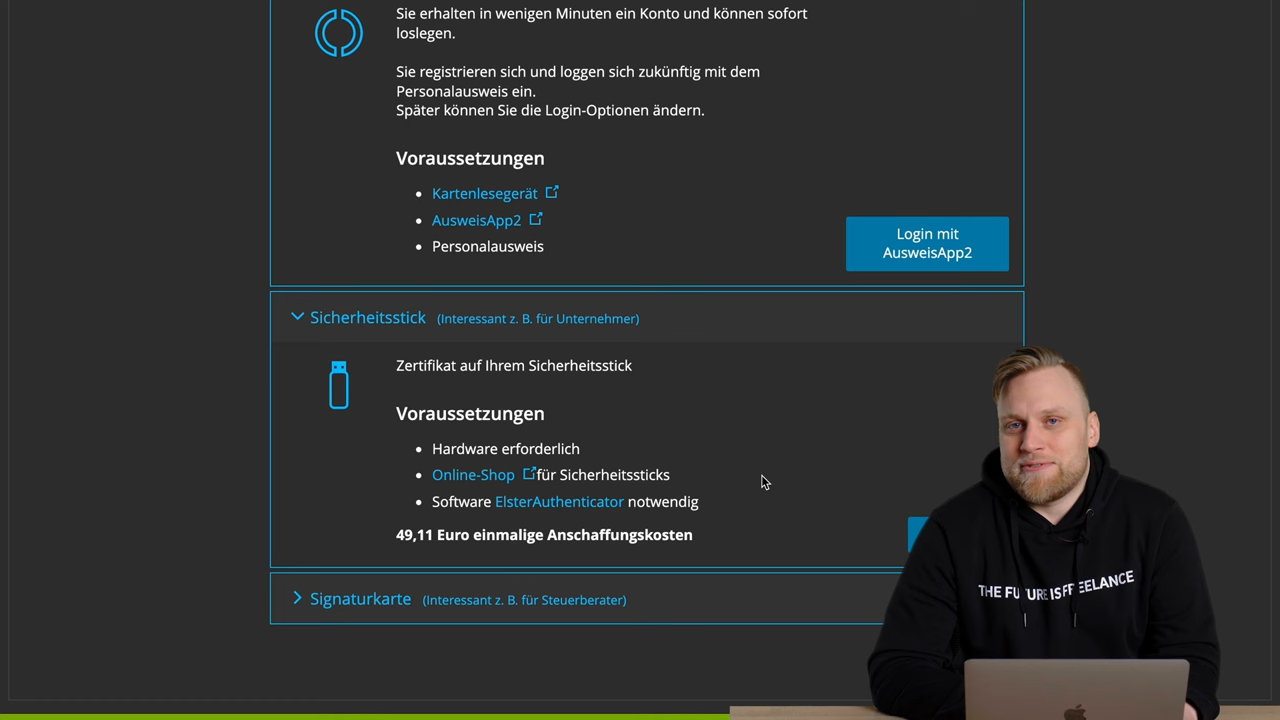 Sie erhalten in wenigen Minuten ein Konto und können sofort
loslegen.
Sie registrieren sich und loggen sich zukünftig mit dem
Personalausweis ein.
Später können Sie die Login-Optionen ändern.
Voraussetzungen
Kartenlesegerät
AusweisApp2
Personalausweis
Login mit
AusweisApp2
Sicherheitsstick (Interessant z. B. für Unternehmer)
Zertifikat auf Ihrem Sicherheitsstick
Voraussetzungen
Hardware erforderlich
Online-Shop für Sicherheitssticks
Software ElsterAuthenticator notwendig
49,11 Euro einmalige Anschaffungskosten
Signaturkarte (Interessant z. B. für Steuerberater)
THE FUTURE IS FREELANCE